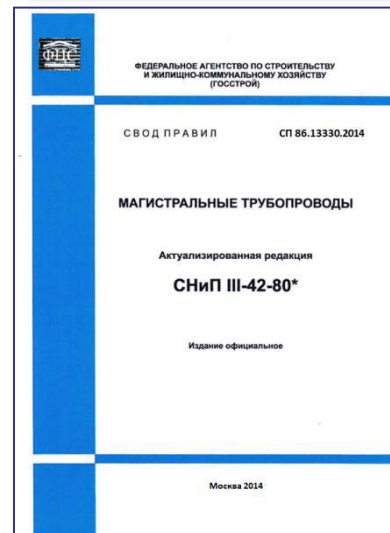 ФЦС
ФЕДЕРАЛЬНОЕ АГЕНТСТВО ПО СТРОИТЕЛЬСТВУ
И ЖИЛИЩНО-КОММУНАЛЬНОМУ ХОЗЯЙСТВУ
(ГОССТРОЙ)
СВОД ПРАВИЛ СП 86.13330.2014
МАГИСТРАЛЬНЫЕ ТРУБОПРОВОДЫ
Актуализированная редакция
СНиП III-42-80*
Издание официальное
Москва 2014